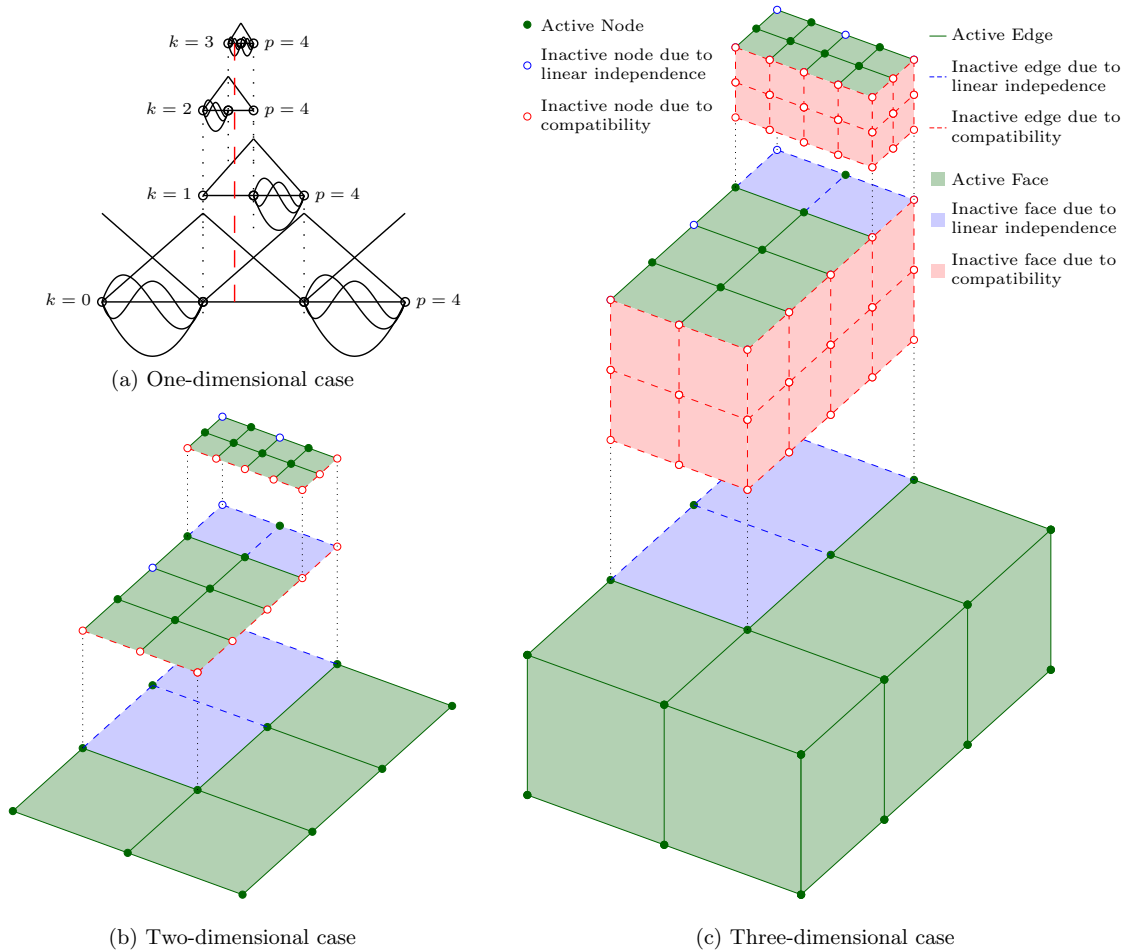 k = 3
p = 4
k = 2
p = 4
k = 1
p = 4
k = 0
p = 4
(a) One-dimensional case
Active Node
Inactive node due to
linear independence
Inactive node due to
compatibility
Active Edge
Inactive edge due to
linear indepedence
Inactive edge due to
compatibility
Active Face
Inactive face due to
linear independence
Inactive face due to
compatibility
(b) Two-dimensional case
(c) Three-dimensional case